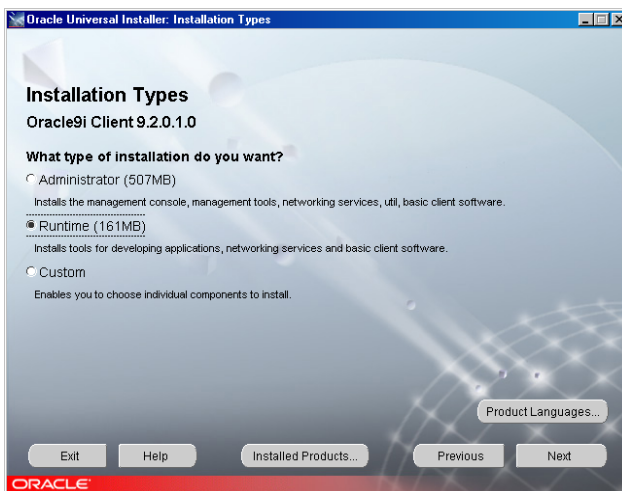 Oracle Universal Installer: Installation Types
Installation Types
Oracle9i Client 9.2.0.1.0
What type of installation do you want?
Administrator (507MB)
Installs the management console, management tools, networking services, util, basic client software.
Runtime (161MB)
Installs tools for developing applications, networking services and basic client software.
Custom
Enables you to choose individual components to install.
Product Languages...
Exit Help Installed Products... Previous Next
ORACLE